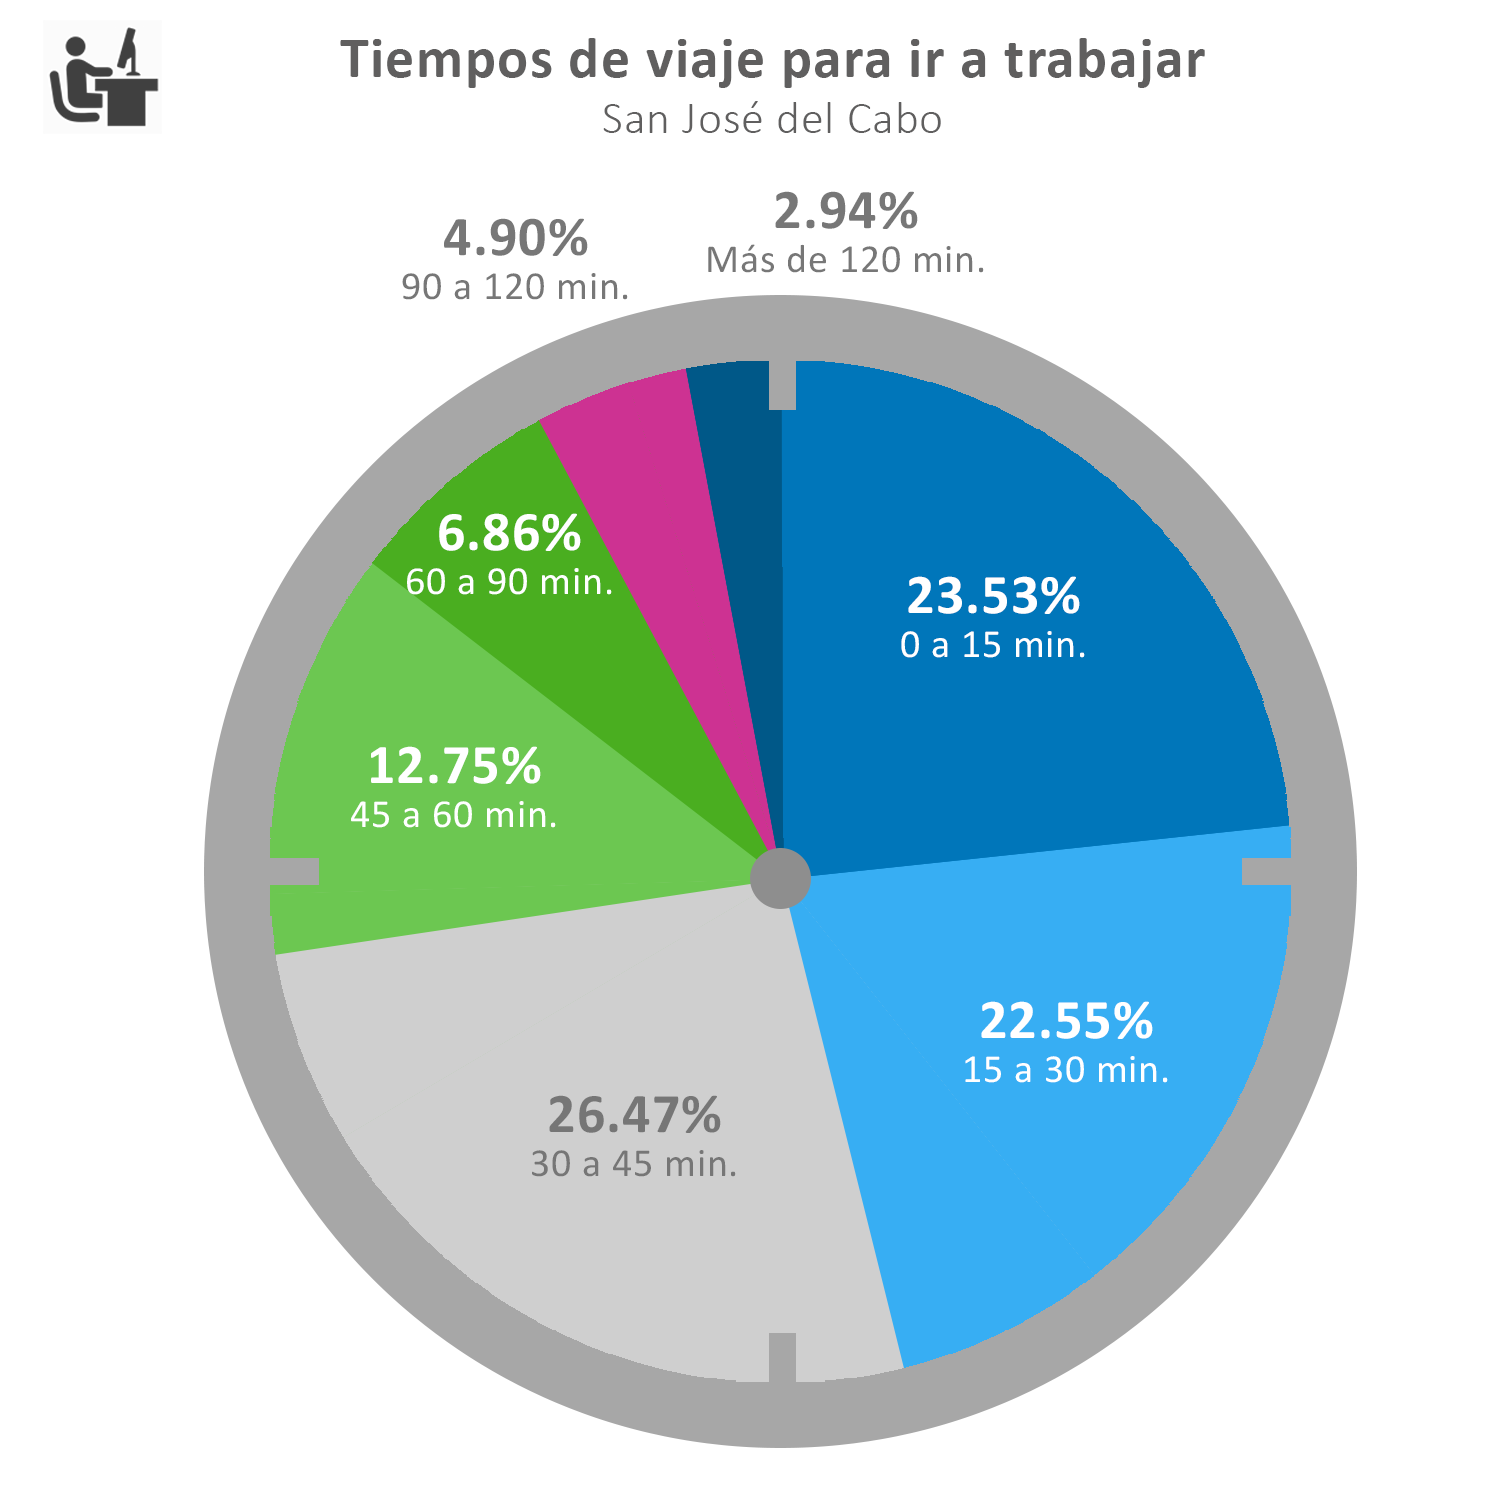 Tiempos de viaje para ir a trabajar
San José del Cabo
2.94%
Más de 120 min.
4.90%
90 a 120 min.
6.86%
60 a 90 min.
23.53%
0 a 15 min.
12.75%
45 a 60 min.
22.55%
15 a 30 min.
26.47%
30 a 45 min.